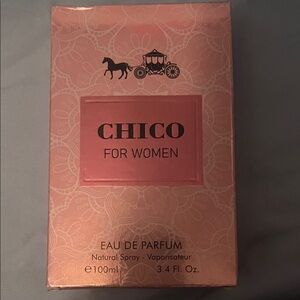 CHICO
FOR WOMEN
EAU DE PARFUM
Natural Spray - Vaporisateur
℮100ml 3.4 Fl. Oz.